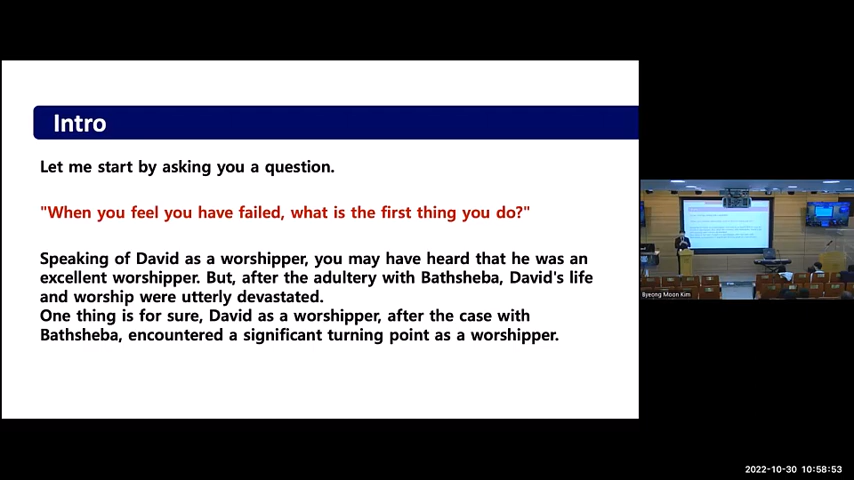 Intro
Let me start by asking you a question.
"When you feel you have failed, what is the first thing you do?"
Speaking of David as a worshipper, you may have heard that he was an
excellent worshipper. But, after the adultery with Bathsheba, David's life
and worship were utterly devastated.
One thing is for sure, David as a worshipper, after the case with
Bathsheba, encountered a significant turning point as a worshipper.
Byeong Moon Kim
2022-10-30 10:58:53